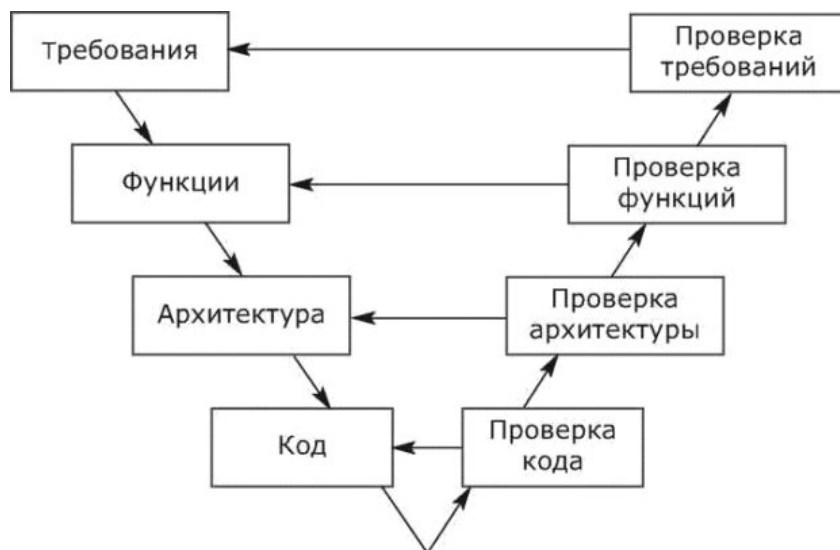 Требования
Проверка
требований
Функции
Проверка
функций
Архитектура
Проверка
архитектуры
Код
Проверка
кода